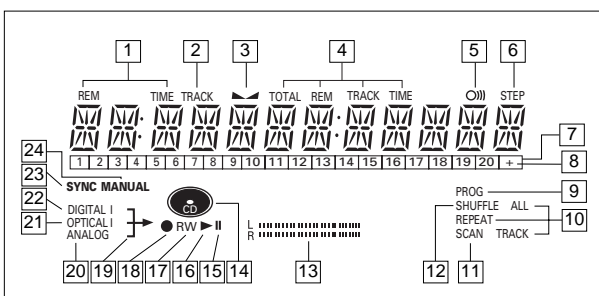 1 2 3 4 5 6
REM TIME TRACK TOTAL REM TRACK TIME STEP
1 2 3 4 5 6 7 8 9 10 11 12 13 14 15 16 17 18 19 20 +
7
8
24
23
22
21
SYNC MANUAL
DIGITAL I
OPTICAL I
ANALOG
CD
RW
L
R
PROG
SHUFFLE ALL
REPEAT
SCAN TRACK
9
10
20 19 18 17 16 15 14 13 12 11